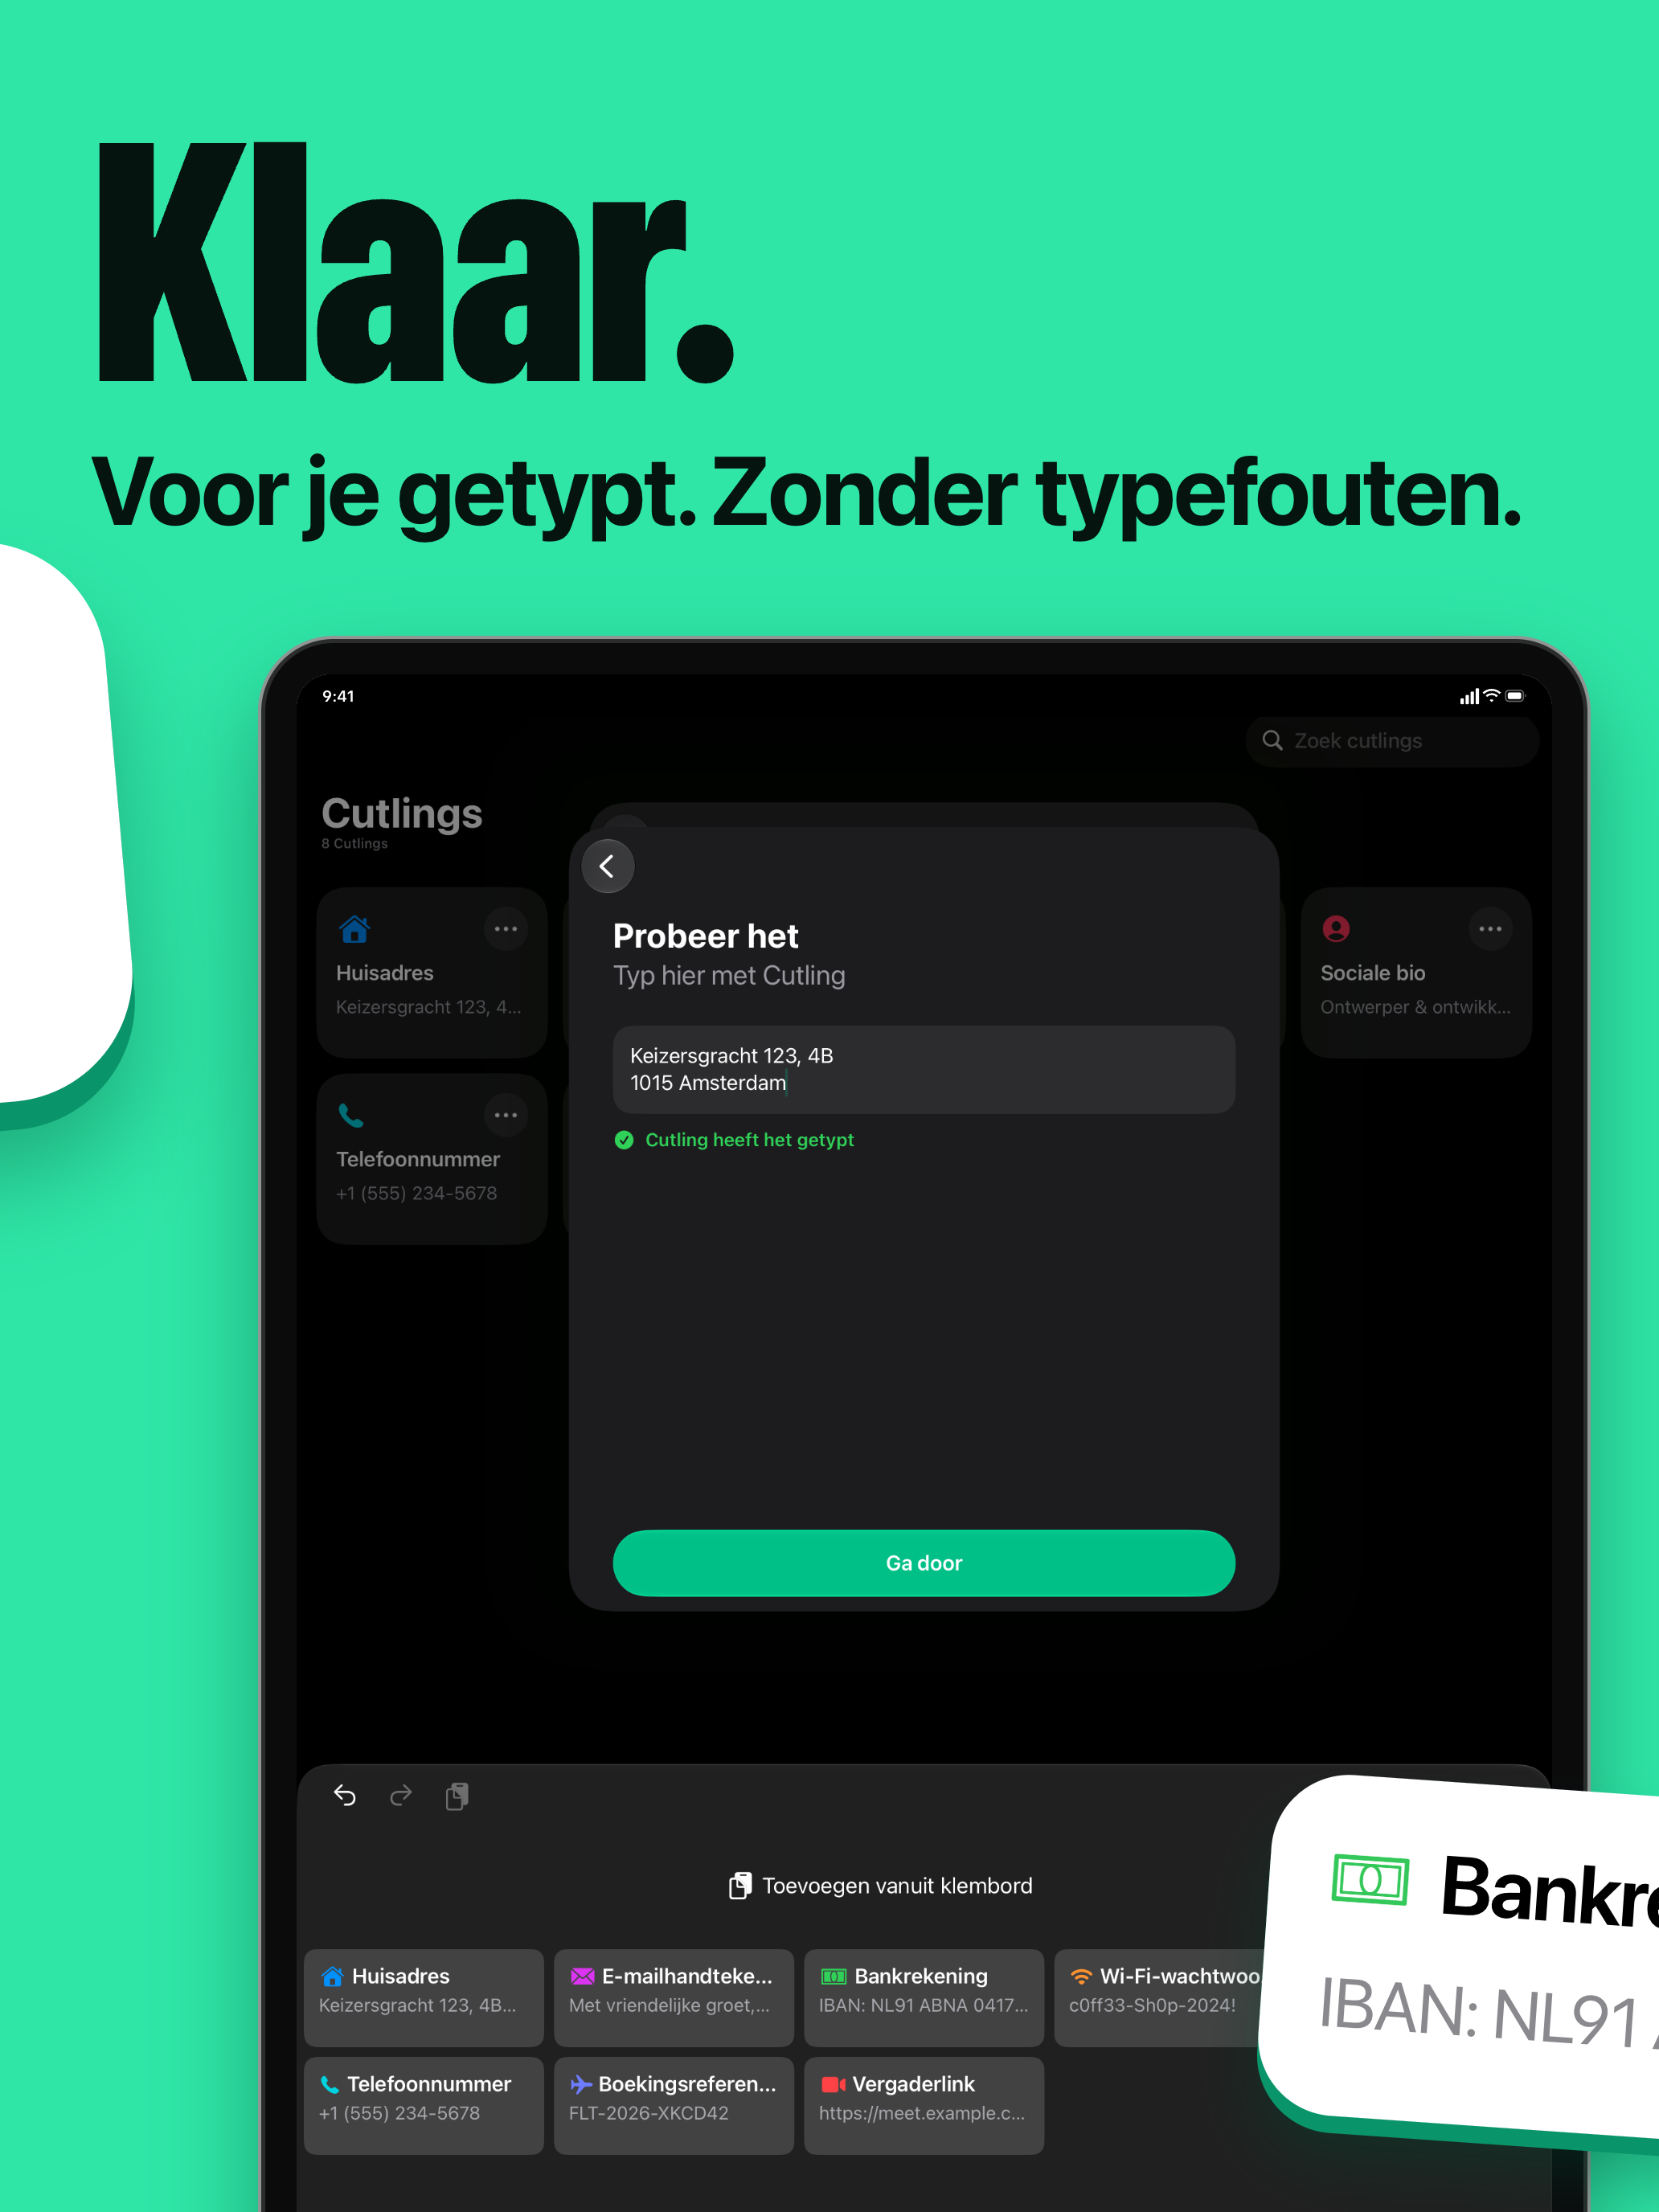 Klaar.
Voor je getypt. Zonder typefouten.
9:41
Zoek cutlings
Cutlings
8 Cutlings
Huisadres
Keizersgracht 123, 4...
Sociale bio
Ontwerper & ontwikk...
Telefoonnummer
+1 (555) 234-5678
Probeer het
Typ hier met Cutling
Keizersgracht 123, 4B
1015 Amsterdam
Cutling heeft het getypt
Ga door
Toevoegen vanuit klembord
Huisadres
Keizersgracht 123, 4B...
E-mailhandteke...
Met vriendelijke groet,...
Bankrekening
IBAN: NL91 ABNA 0417...
Wi-Fi-wachtwoo
c0ff33-Sh0p-2024!
Telefoonnummer
+1 (555) 234-5678
Boekingsreferen...
FLT-2026-XKCD42
Vergaderlink
https://meet.example.c...
Bankre
IBAN: NL91